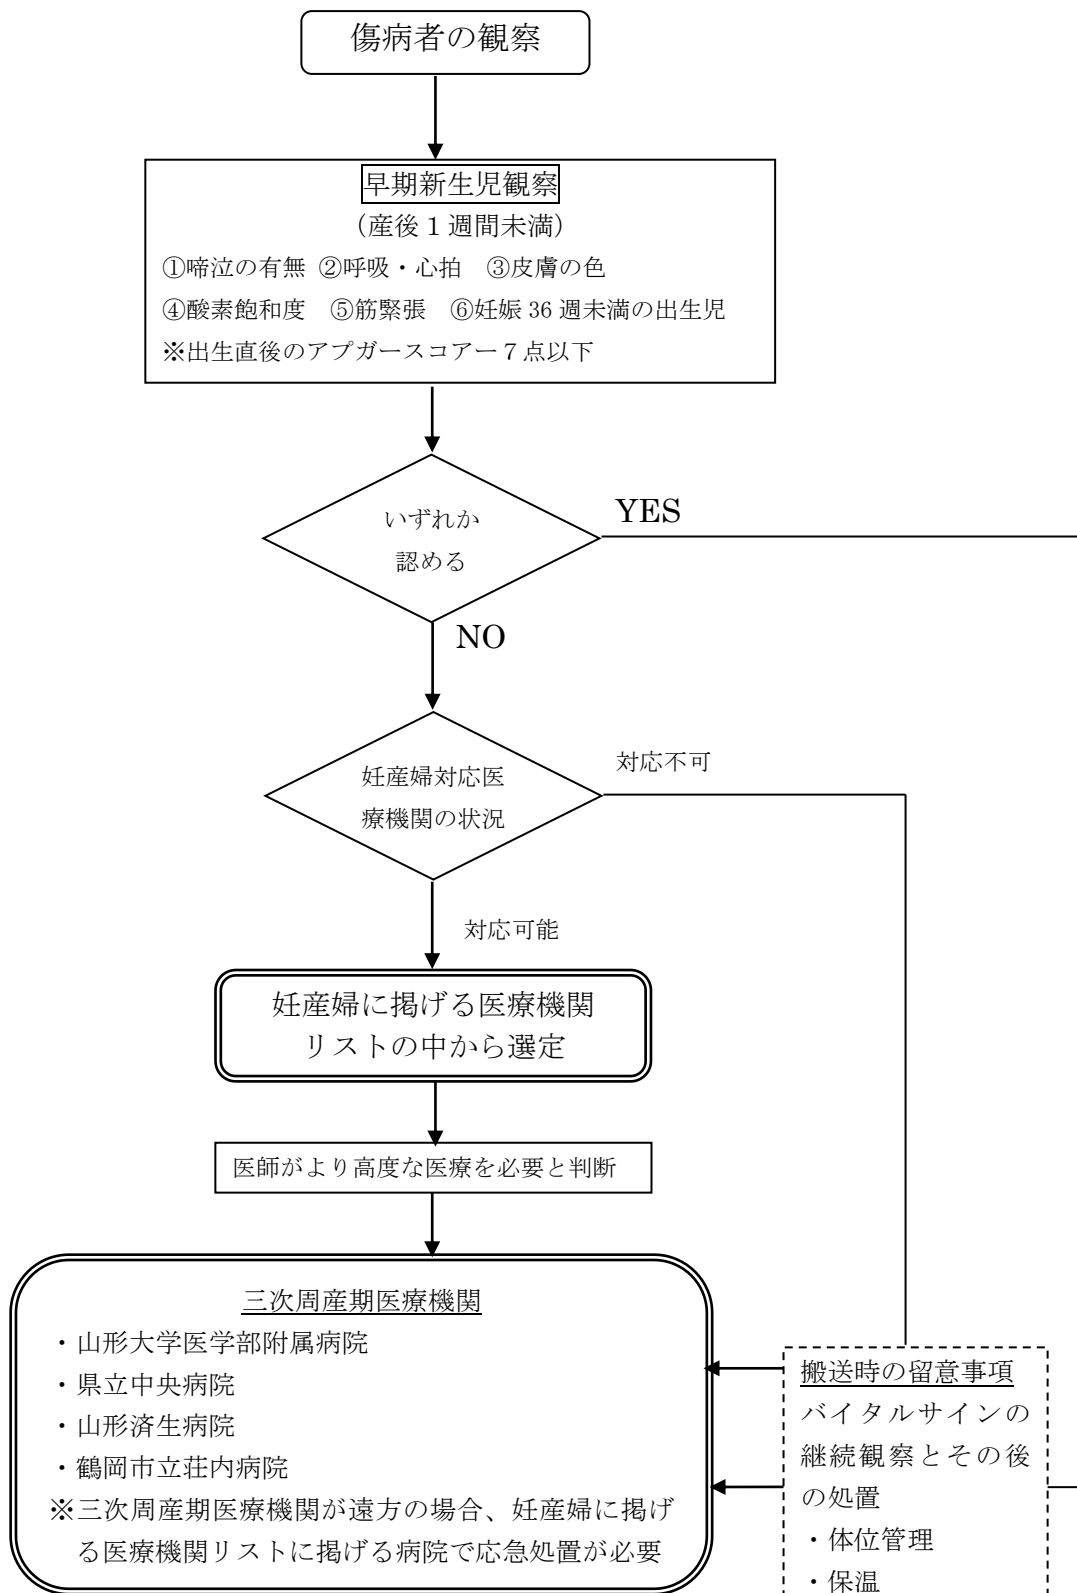 傷病者の観察
早期新生児観察
（産後１週間未満）
①啼泣の有無 ②呼吸・心拍　③皮膚の色
④酸素飽和度　⑤筋緊張　⑥妊娠 36 週未満の出生児
※出生直後のアプガースコアー７点以下
いずれか
認める
YES
NO
妊産婦対応医
療機関の状況
対応不可
対応可能
妊産婦に掲げる医療機関
リストの中から選定
医師がより高度な医療を必要と判断
三次周産期医療機関
・山形大学医学部附属病院
・県立中央病院
・山形済生病院
・鶴岡市立荘内病院
※三次周産期医療機関が遠方の場合、妊産婦に掲げ
る医療機関リストに掲げる病院で応急処置が必要
搬送時の留意事項
バイタルサインの
継続観察とその後
の処置
・体位管理
・保温